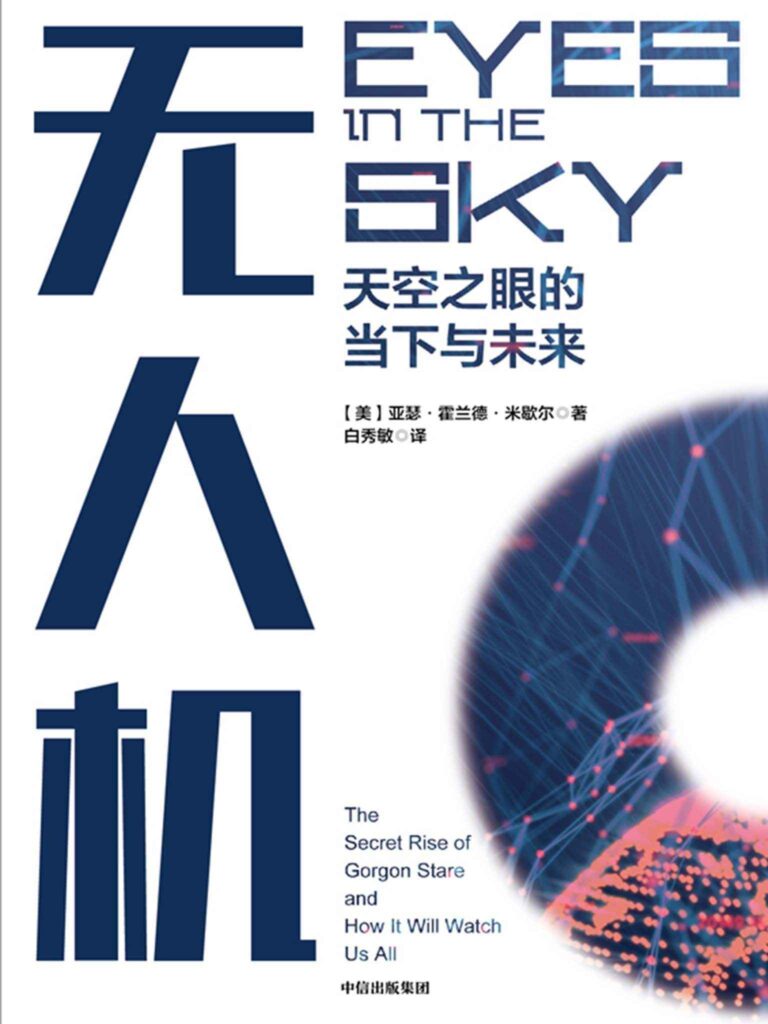 无人机
EYES
IN THE
SKY
天空之眼的
当下与未来
【美】亚瑟·霍兰德·米歇尔◎著
白秀敏◎译
The
Secret Rise of
Gorgon Stare
and
How It Will Watch
Us All
中信出版集团